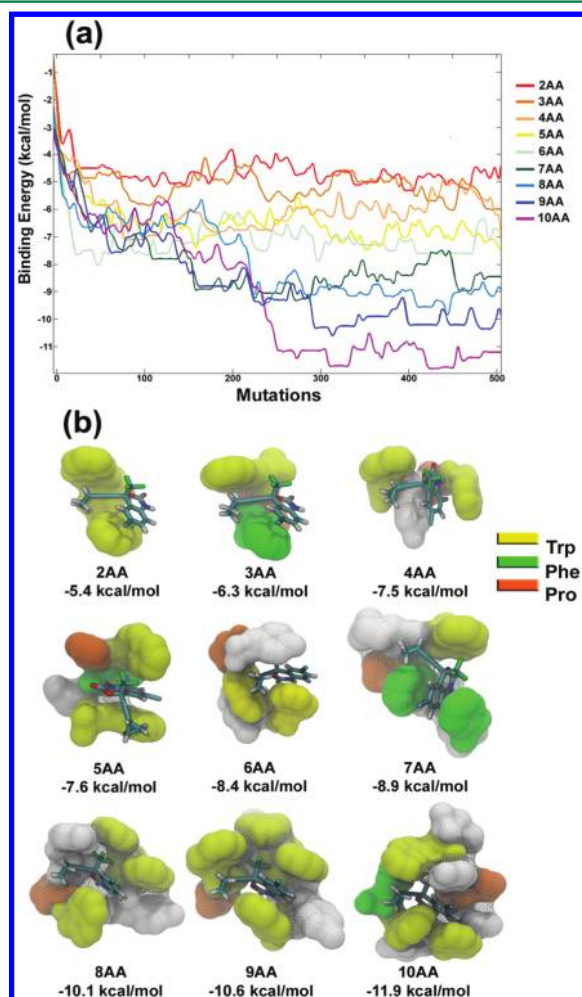 (a)
Binding Energy (kcal/mol)
-1
-2
-3
-4
-5
-6
-7
-8
-9
-10
-11
0
100
200
300
400
500
Mutations
2AA
3AA
4AA
5AA
6AA
7AA
8AA
9AA
10AA
(b)
2AA
-5.4 kcal/mol
3AA
-6.3 kcal/mol
4AA
-7.5 kcal/mol
Trp
Phe
Pro
5AA
-7.6 kcal/mol
6AA
-8.4 kcal/mol
7AA
-8.9 kcal/mol
8AA
-10.1 kcal/mol
9AA
-10.6 kcal/mol
10AA
-11.9 kcal/mol